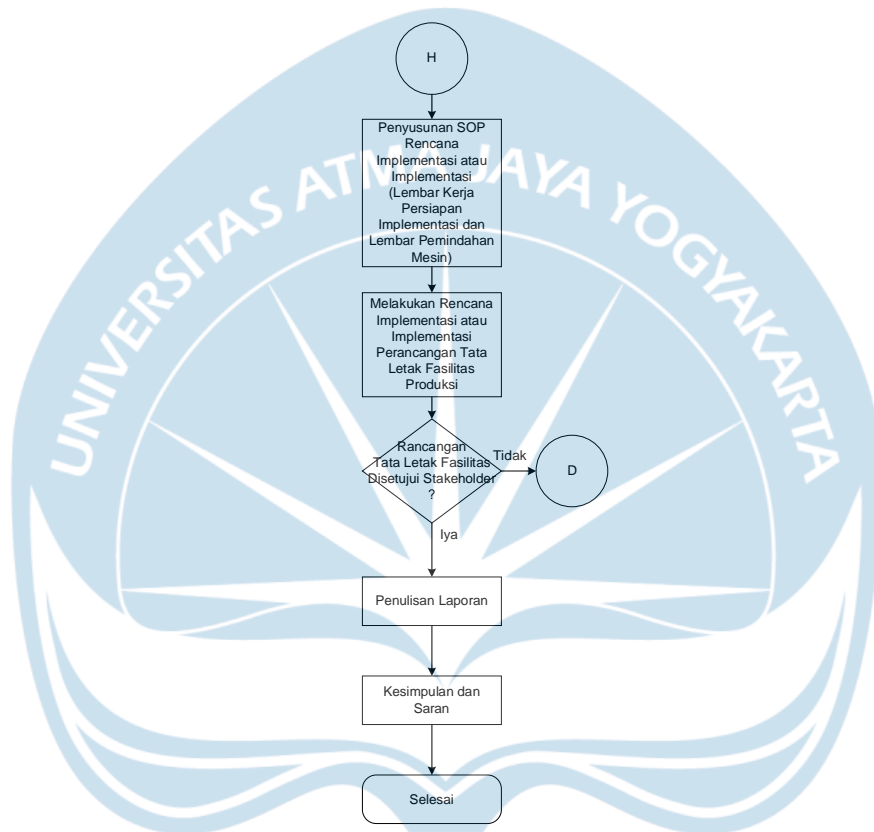 UNIVERSITAS ATMA JAYA YOGYAKARTA
H
Penyusunan SOP
Rencana
Implementasi atau
Implementasi
(Lembar Kerja
Persiapan
Implementasi dan
Lembar Pemindahan
Mesin)
Melakukan Rencana
Implementasi atau
Implementasi
Perancangan Tata
Letak Fasilitas
Produksi
Rancangan
Tata Letak Fasilitas
Disetujui Stakeholder
?
Tidak
D
Iya
Penulisan Laporan
Kesimpulan dan
Saran
Selesai